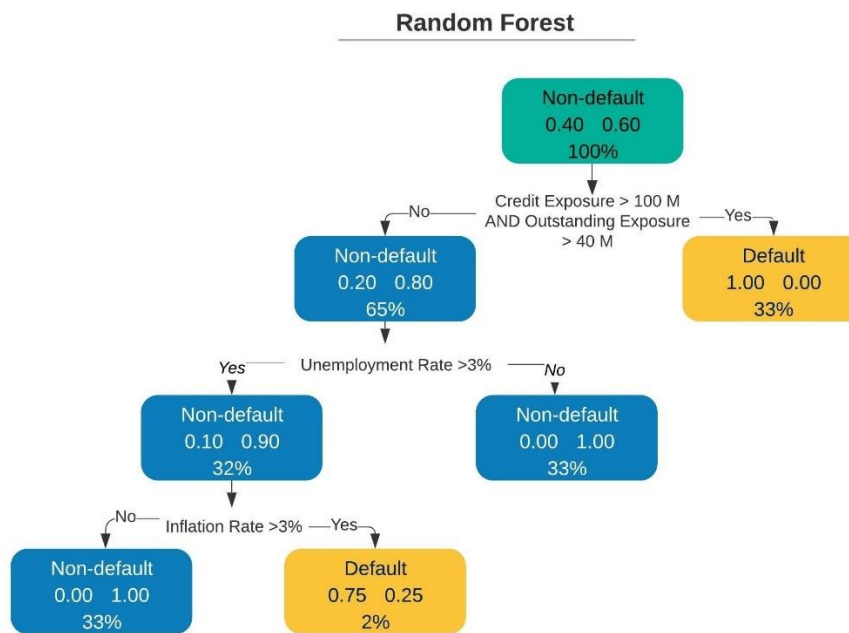 Random Forest
Non-default
0.40 0.60
100%
Credit Exposure > 100 M
AND Outstanding Exposure
> 40 M
No
Yes
Non-default
0.20 0.80
65%
Default
1.00 0.00
33%
Yes
Unemployment Rate >3%
No
Non-default
0.10 0.90
32%
Non-default
0.00 1.00
33%
No
Inflation Rate >3%
Yes
Non-default
0.00 1.00
33%
Default
0.75 0.25
2%